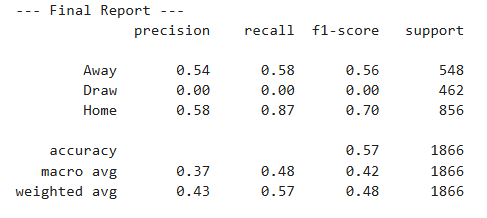 --- Final Report ---
precision recall f1-score support
Away 0.54 0.58 0.56 548
Draw 0.00 0.00 0.00 462
Home 0.58 0.87 0.70 856
accuracy 0.57 1866
macro avg 0.37 0.48 0.42 1866
weighted avg 0.43 0.57 0.48 1866